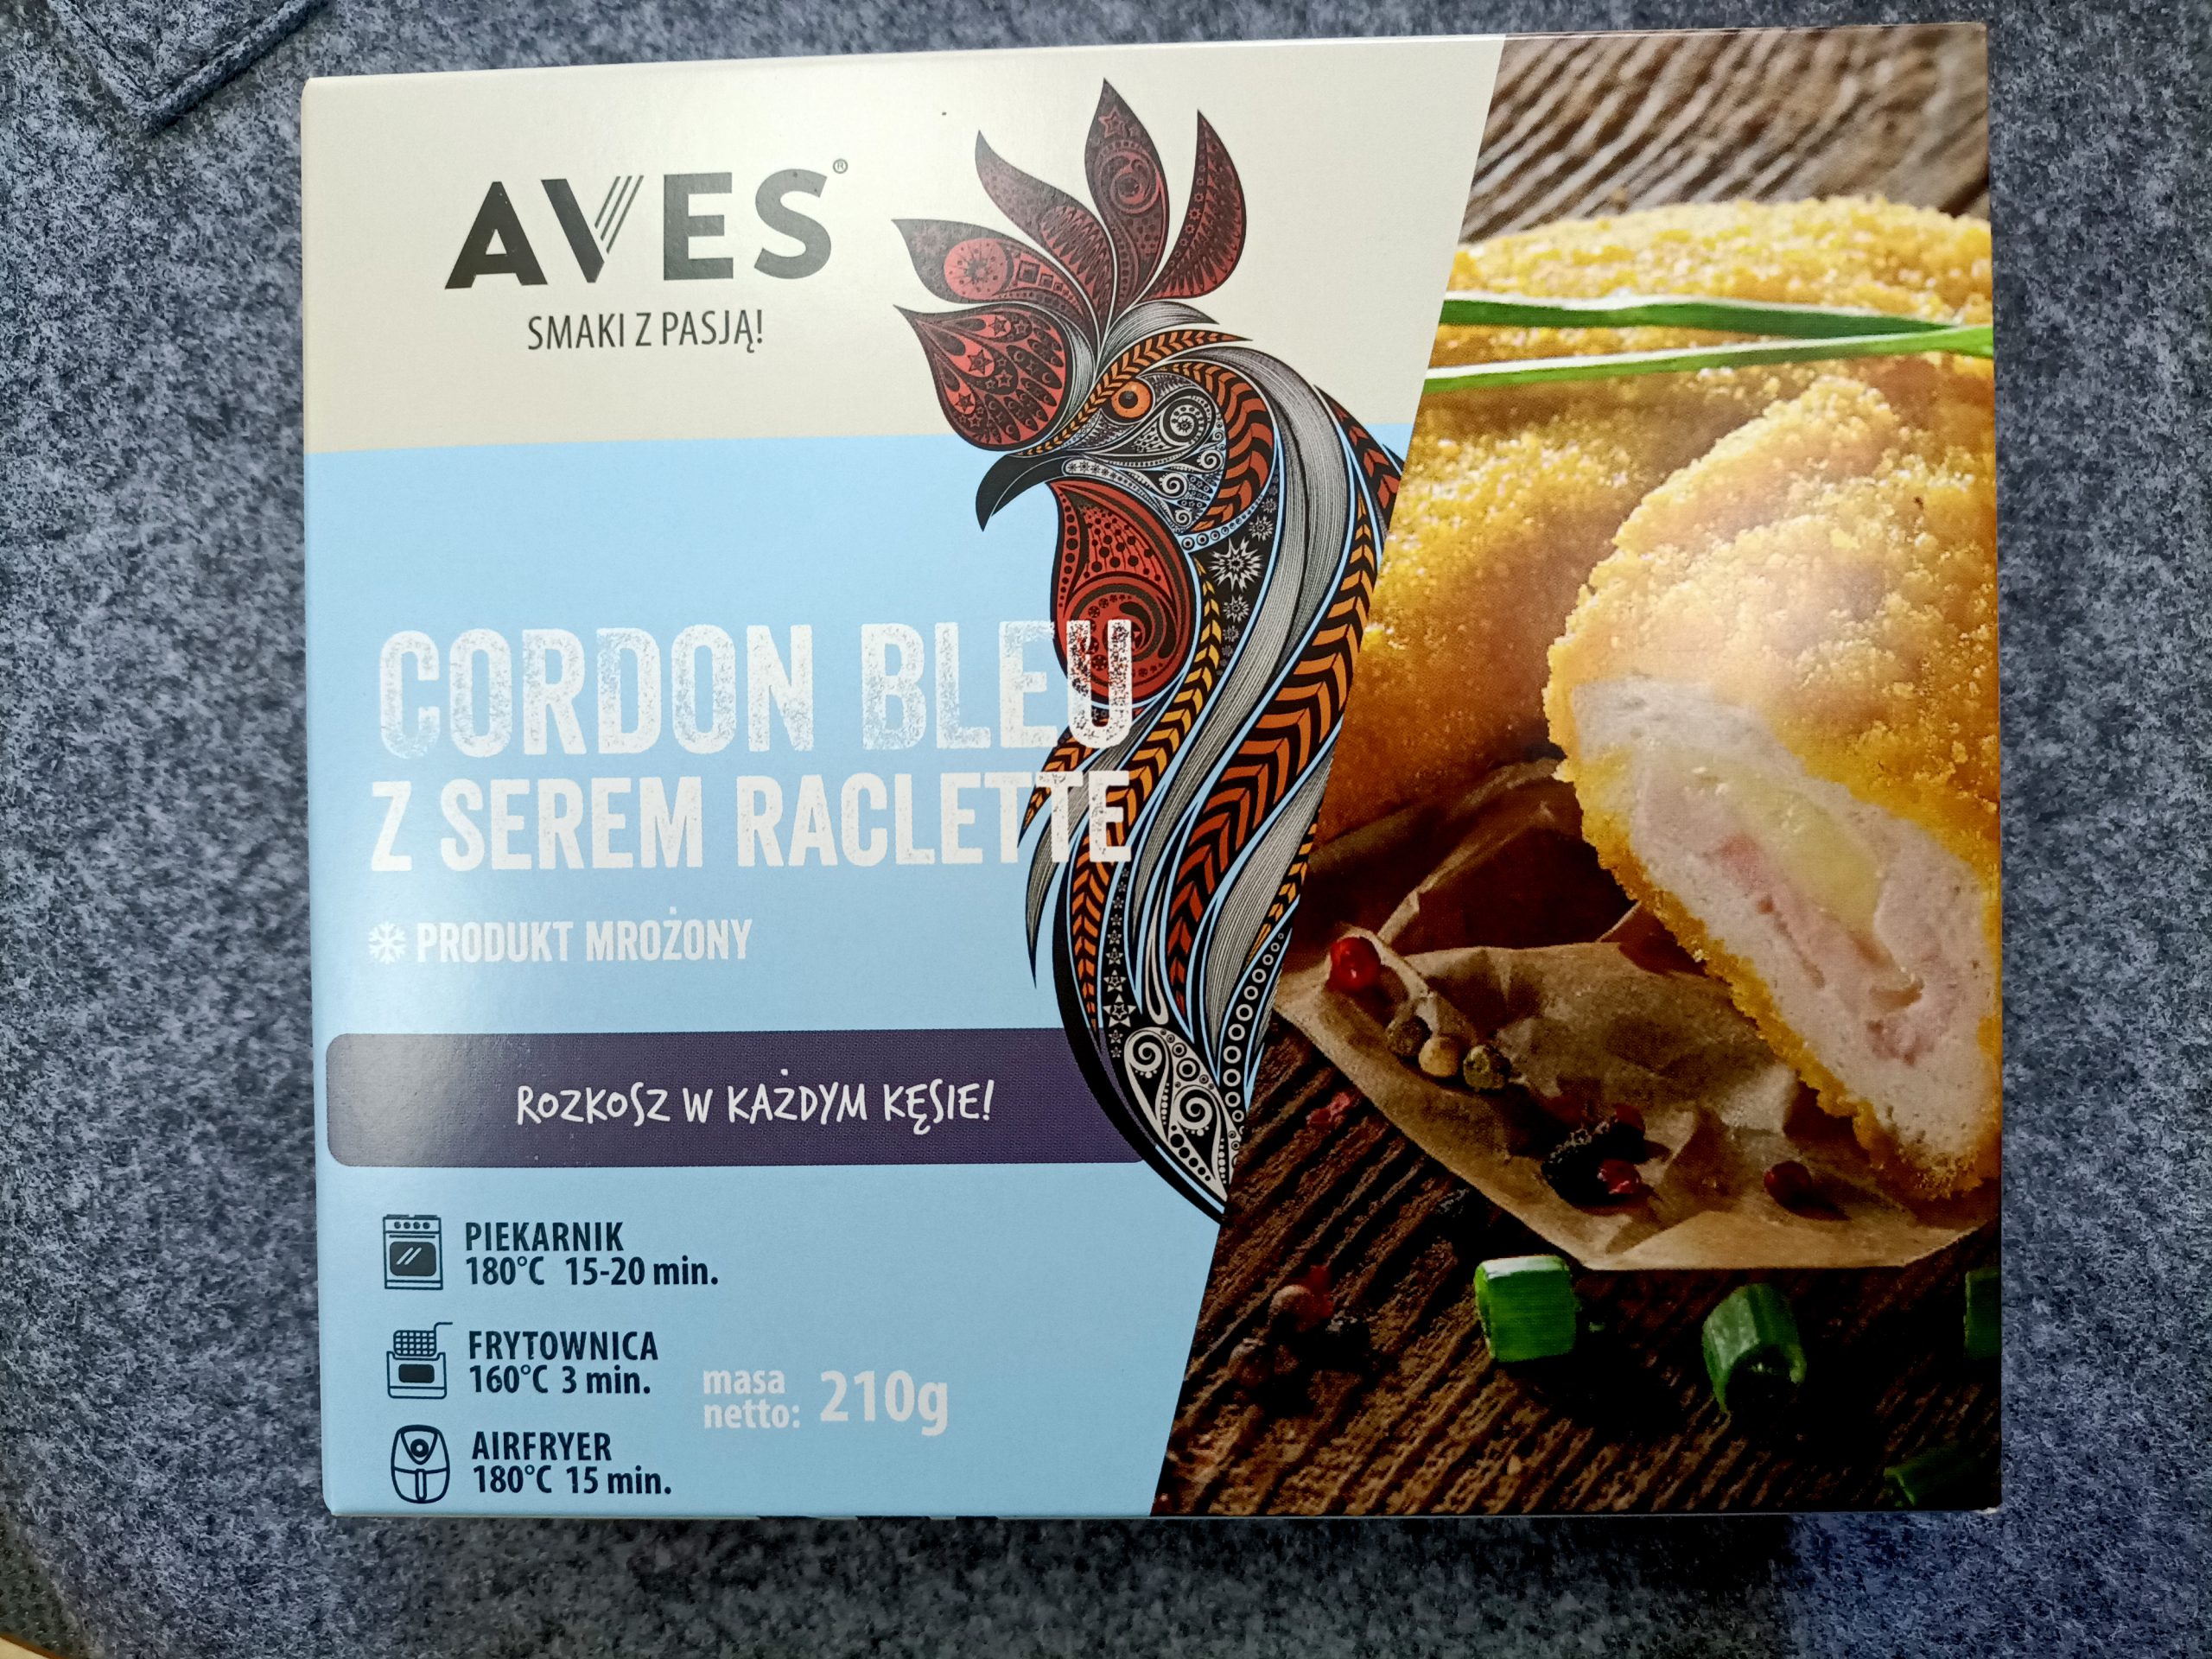 AVES®
SMAKI Z PASJĄ!
CORDON BLEU
Z SEREM RACLETTE
PRODUKT MROŻONY
ROZKOSZ W KAŻDYM KĘSIE!
PIEKARNIK
180°C 15-20 min.
FRYTOWNICA
160°C 3 min.
masa
netto: 210g
AIRFRYER
180°C 15 min.